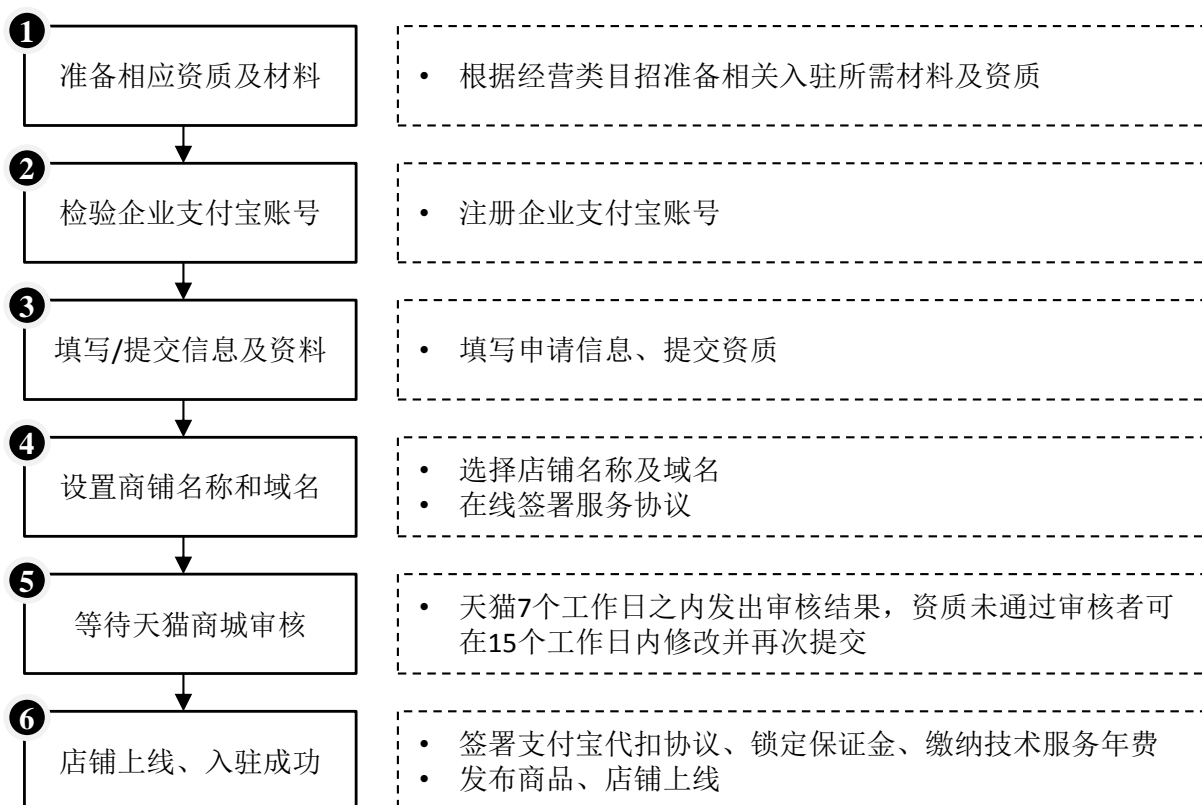 1
准备相应资质及材料
• 根据经营类目招准备相关入驻所需材料及资质
2
检验企业支付宝账号
• 注册企业支付宝账号
3
填写/提交信息及资料
• 填写申请信息、提交资质
4
设置商铺名称和域名
• 选择店铺名称及域名
• 在线签署服务协议
5
等待天猫商城审核
• 天猫7个工作日之内发出审核结果，资质未通过审核者可
在15个工作日内修改并再次提交
6
店铺上线、入驻成功
• 签署支付宝代扣协议、锁定保证金、缴纳技术服务年费
• 发布商品、店铺上线